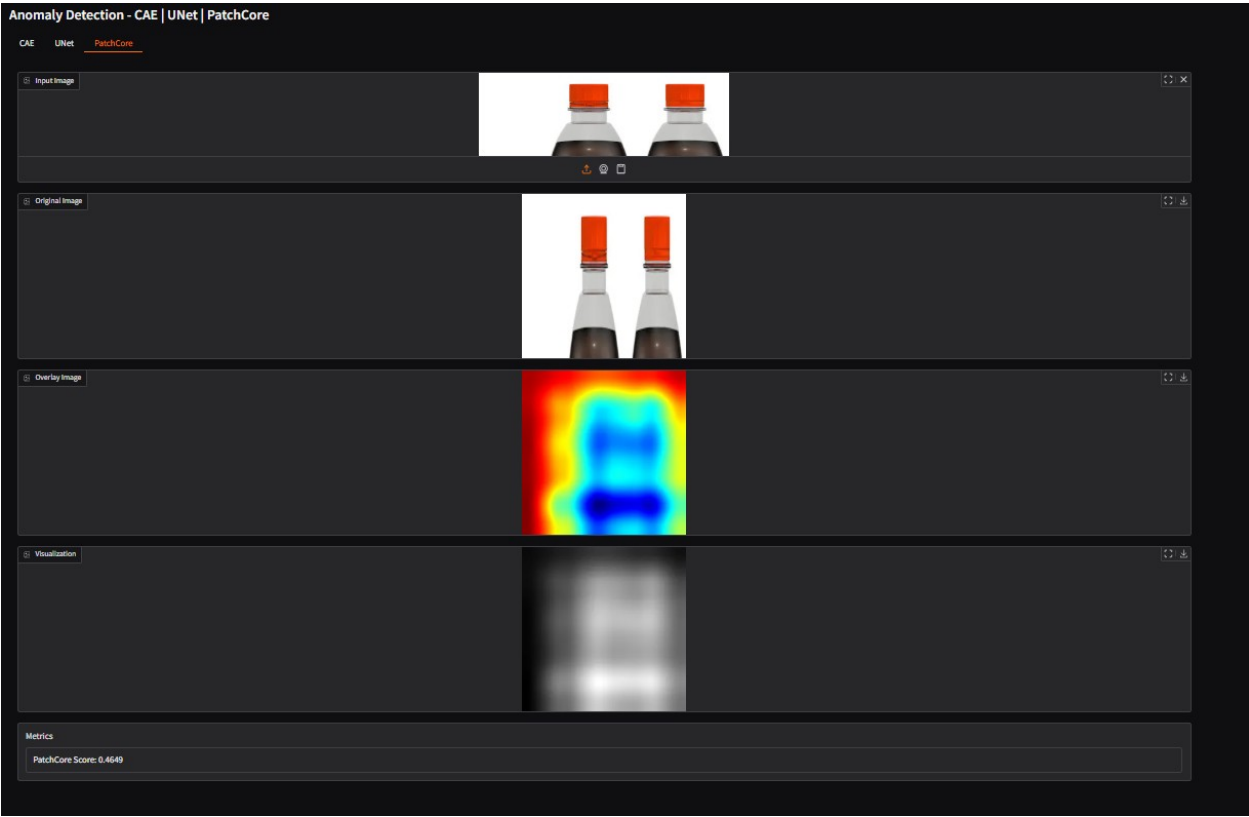 Anomaly Detection - CAE | UNet | PatchCore
CAE UNet PatchCore
Input Image
Original Image
Overlay Image
Visualization
Metrics
PatchCore Score: 0.4649